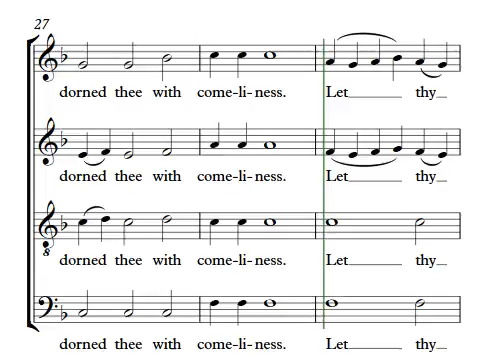 27
dorned thee with come-li-ness. Let thy
dorned thee with come-li-ness. Let thy
8
dorned thee with come-li-ness. Let thy
dorned thee with come-li-ness. Let thy